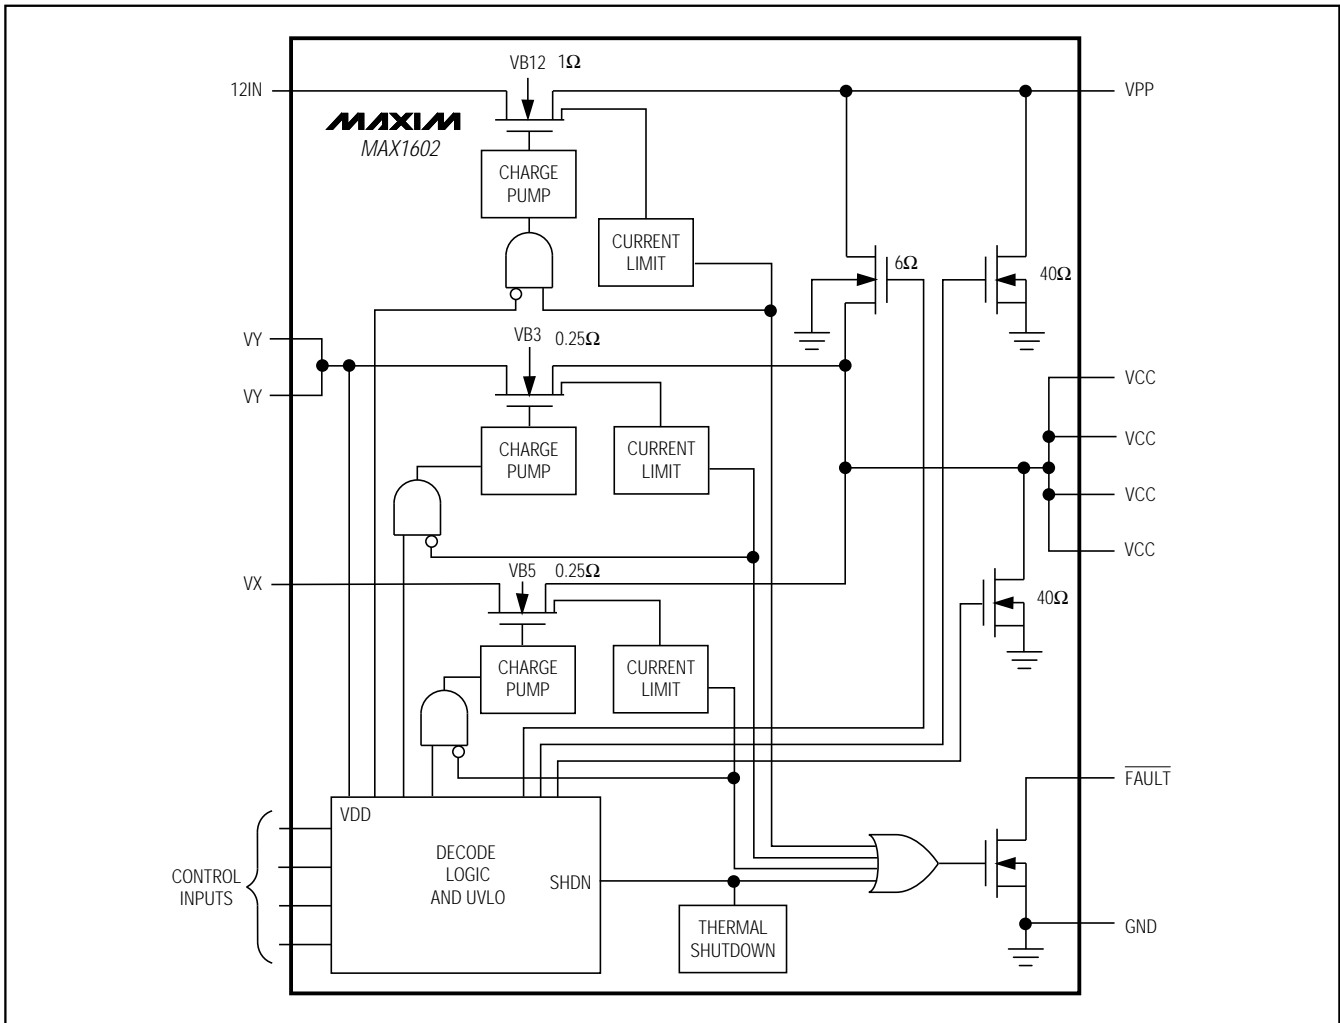 VB12 1Ω
12IN
VPP
MAXIM
MAX1602
CHARGE
PUMP
CURRENT
LIMIT
6Ω
40Ω
VY
VB3 0.25Ω
VY
VCC
VCC
VCC
VCC
CHARGE
PUMP
CURRENT
LIMIT
VX
VB5 0.25Ω
40Ω
CHARGE
PUMP
CURRENT
LIMIT
FAULT
VDD
DECODE
LOGIC
AND UVLO
SHDN
CONTROL
INPUTS
THERMAL
SHUTDOWN
GND